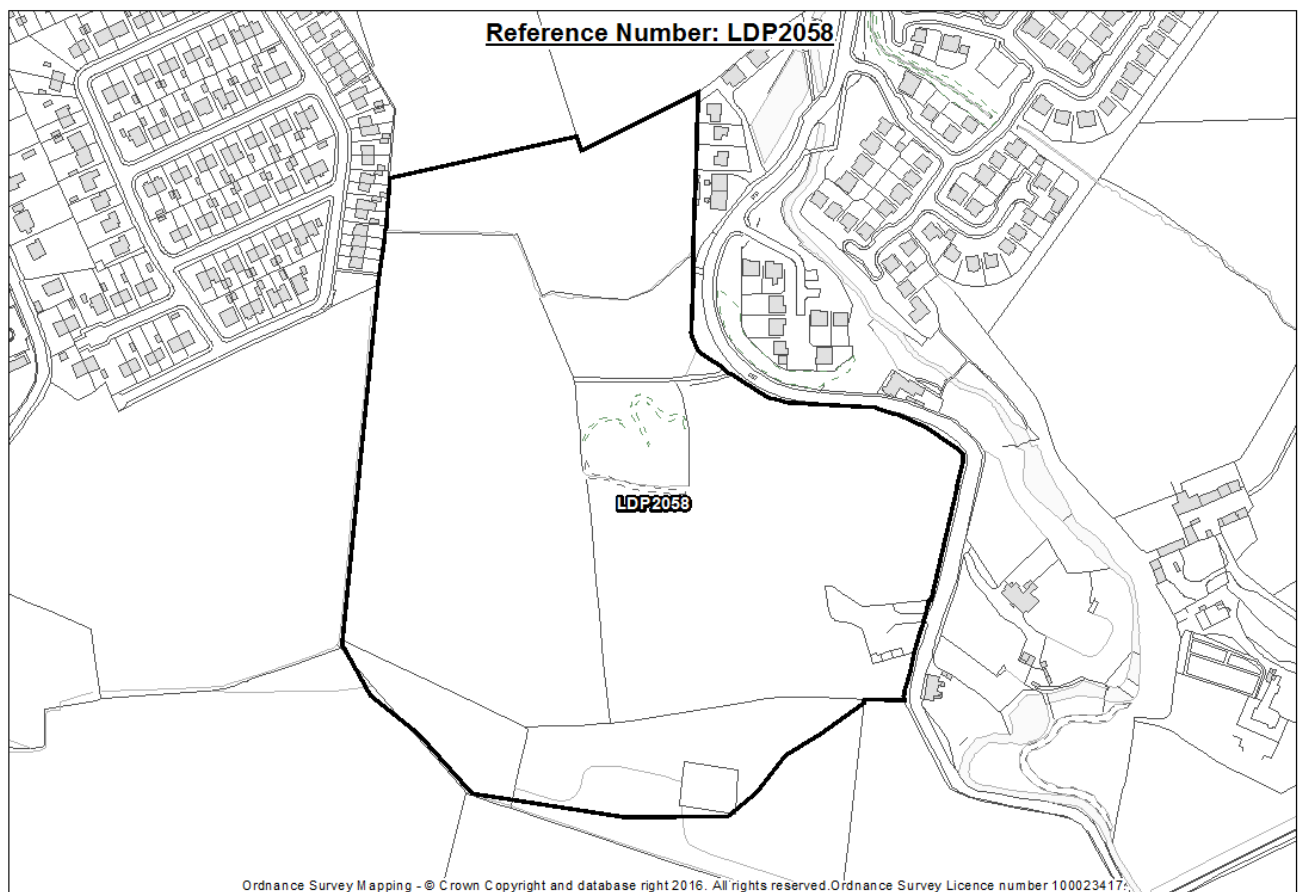 Reference Number: LDP2058
LDP2058
Ordnance Survey Mapping - © Crown Copyright and database right 2016. All rights reserved.Ordnance Survey Licence number 100023417.